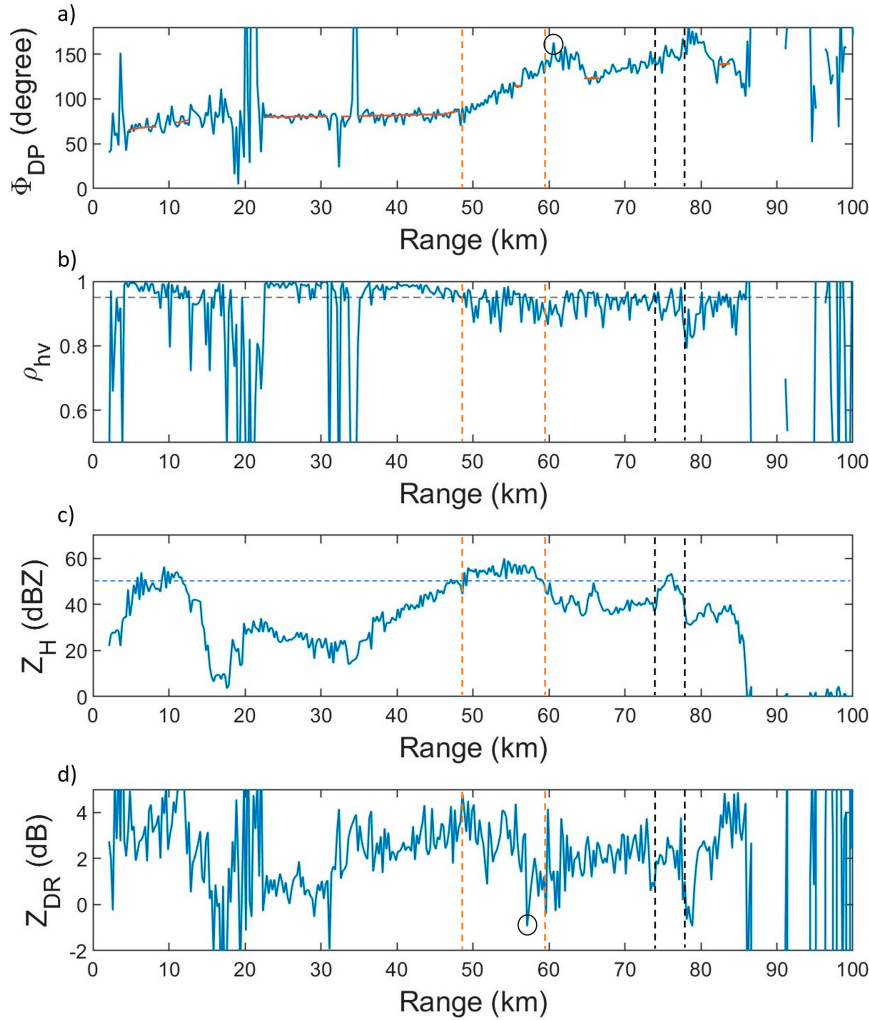 a)
Φ_DP (degree)
150
100
50
0
0 10 20 30 40 50 60 70 80 90 100
Range (km)
b)
ρ_hv
1
0.8
0.6
0 10 20 30 40 50 60 70 80 90 100
Range (km)
c)
Z_H (dBZ)
60
40
20
0
0 10 20 30 40 50 60 70 80 90 100
Range (km)
d)
Z_DR (dB)
4
2
0
-2
0 10 20 30 40 50 60 70 80 90 100
Range (km)